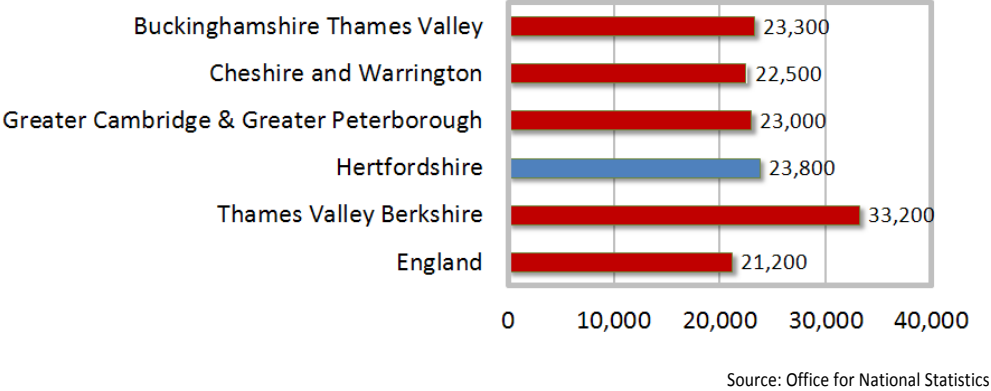 Buckinghamshire Thames Valley 23,300
Cheshire and Warrington 22,500
Greater Cambridge & Greater Peterborough 23,000
Hertfordshire 23,800
Thames Valley Berkshire 33,200
England 21,200
0 10,000 20,000 30,000 40,000
Source: Office for National Statistics